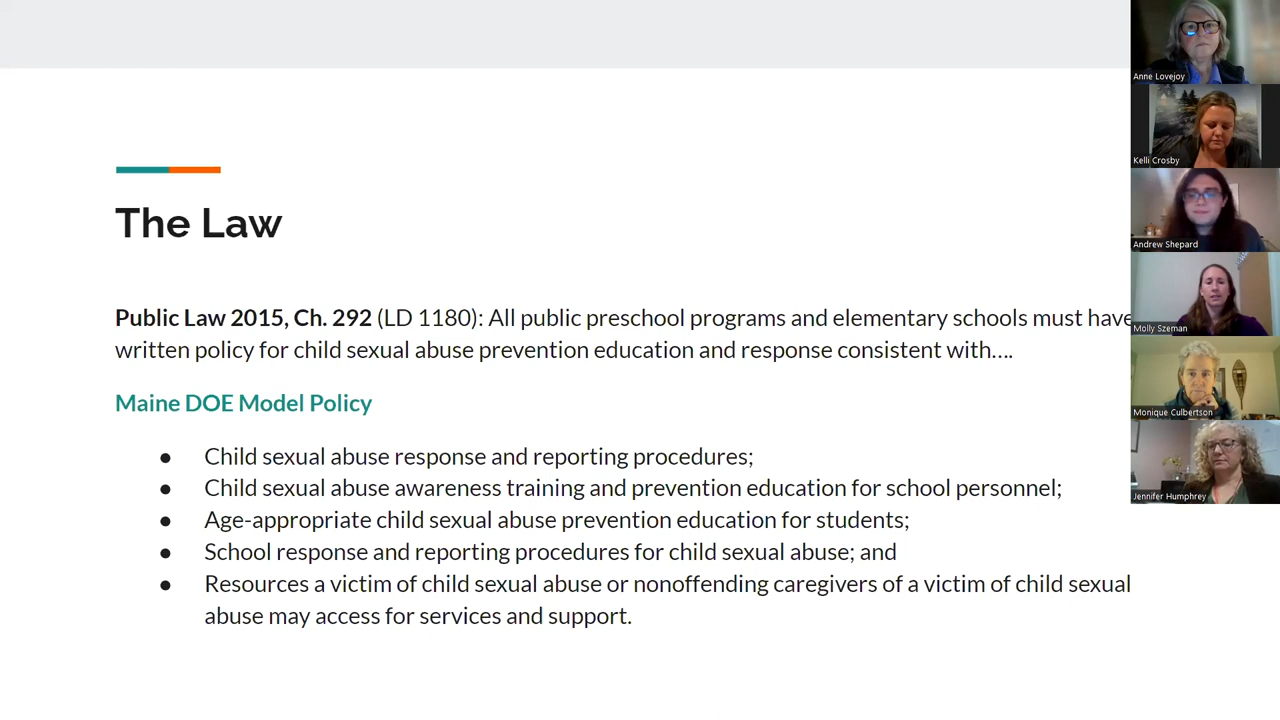 The Law
Public Law 2015, Ch. 292 (LD 1180): All public preschool programs and elementary schools must have
written policy for child sexual abuse prevention education and response consistent with....
Maine DOE Model Policy
● Child sexual abuse response and reporting procedures;
● Child sexual abuse awareness training and prevention education for school personnel;
● Age-appropriate child sexual abuse prevention education for students;
● School response and reporting procedures for child sexual abuse; and
● Resources a victim of child sexual abuse or nonoffending caregivers of a victim of child sexual
abuse may access for services and support.
Anne Lovejoy
Kelli Crosby
Andrew Shepard
Molly Szeman
Monique Culbertson
Jennifer Humphrey